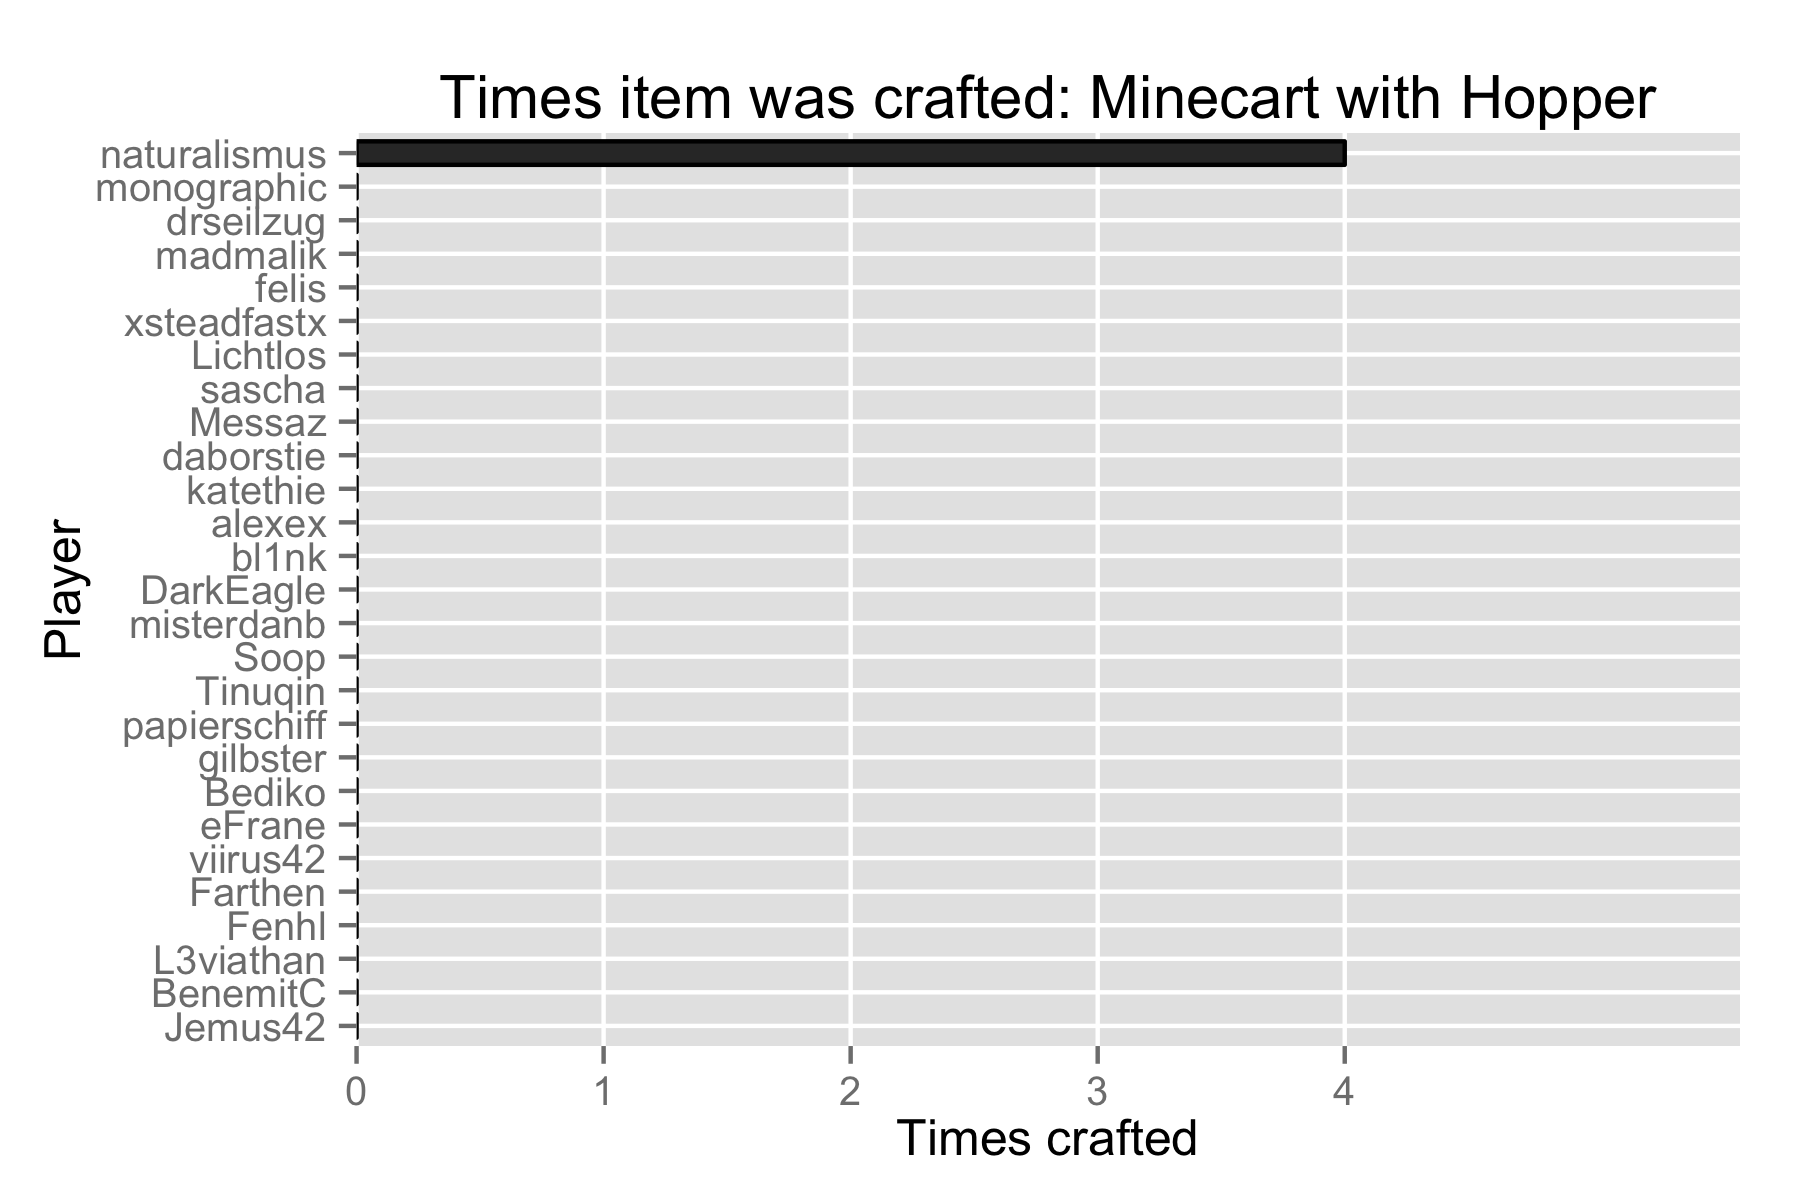 Times item was crafted: Minecart with Hopper
naturalismus
monographic
drseilzug
madmalik
felis
xsteadfastx
Lichtlos
sascha
Messaz
daborstie
katethie
alexex
bl1nk
DarkEagle
misterdanb
Soop
Tinuqin
papierschiff
gilbster
Bediko
eFrane
viirus42
Farthen
Fenhl
L3viathan
BenemitC
Jemus42
Player
0 1 2 3 4
Times crafted